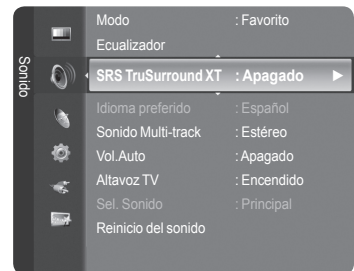 Sonido
Modo : Favorito
Ecualizador
SRS TruSurround XT : Apagado
Idioma preferido : Español
Sonido Multi-track : Estéreo
Vol.Auto : Apagado
Altavoz TV : Encendido
Sel. Sonido : Principal
Reinicio del sonido